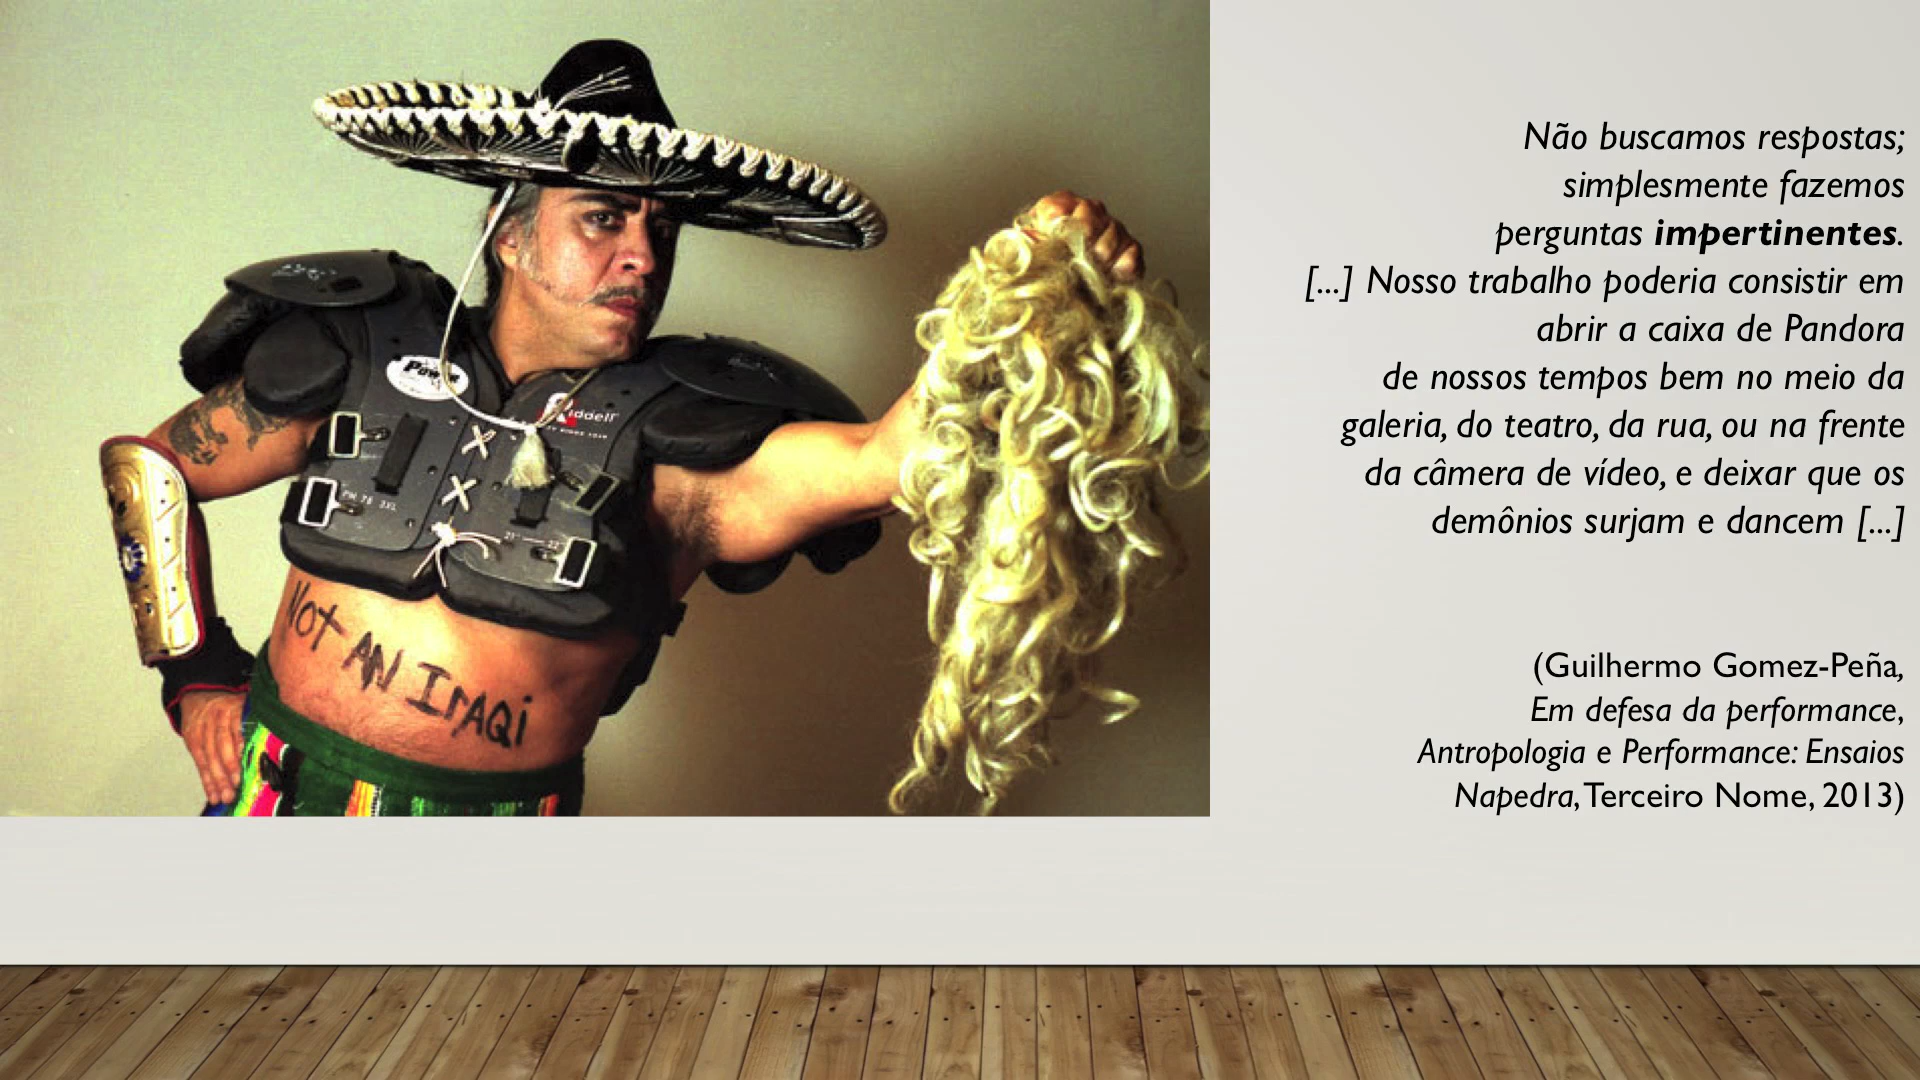 Não buscamos respostas;
simplesmente fazemos
perguntas impertinentes.
[...] Nosso trabalho poderia consistir em
abrir a caixa de Pandora
de nossos tempos bem no meio da
galeria, do teatro, da rua, ou na frente
da câmera de vídeo, e deixar que os
demônios surjam e dancem [...]
(Guilhermo Gomez-Peña,
Em defesa da performance,
Antropologia e Performance: Ensaios
Napedra, Terceiro Nome, 2013)
Power
Riddell
NOT AN IrAQi